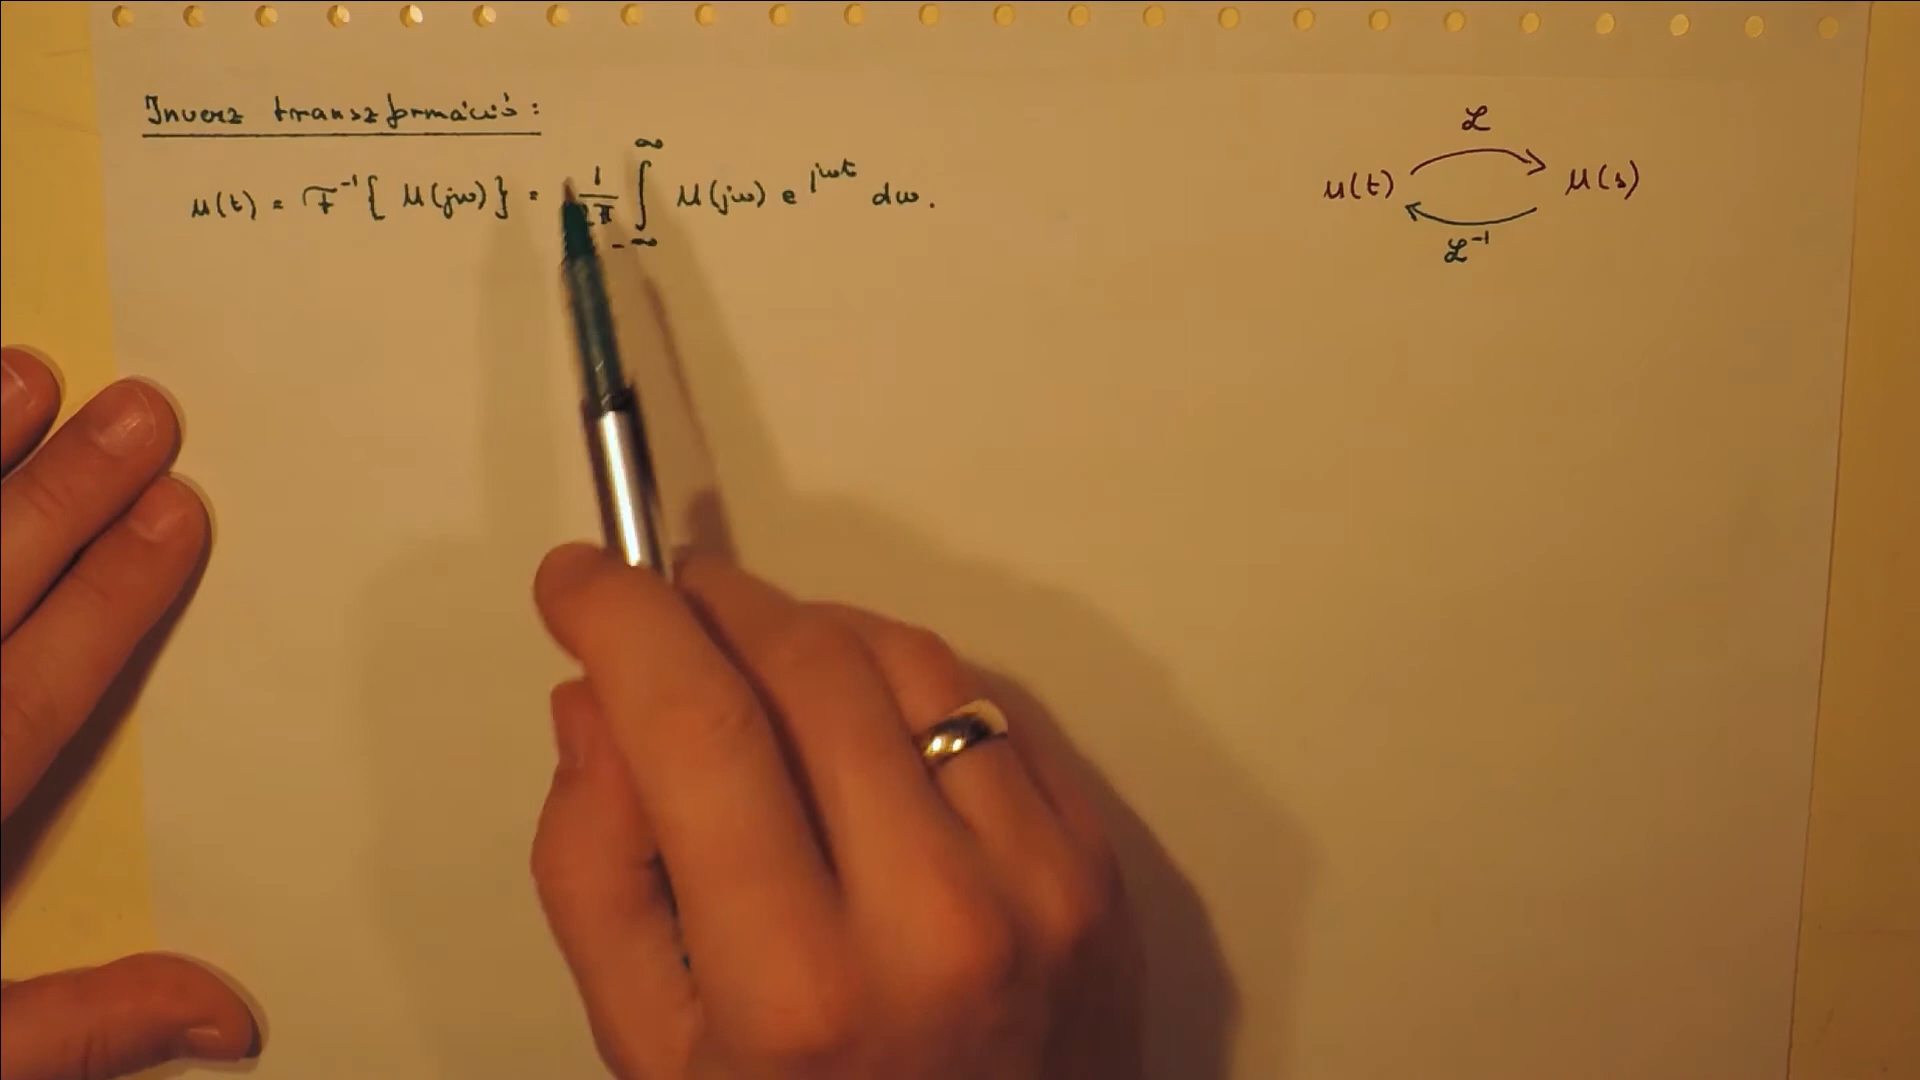 Inverz transzformáció:
u(t) = F⁻¹{ U(jω) } = 1/2π ∫_{-∞}^{∞} U(jω) e^{jωt} dω.
ℒ
u(t) U(s)
ℒ⁻¹